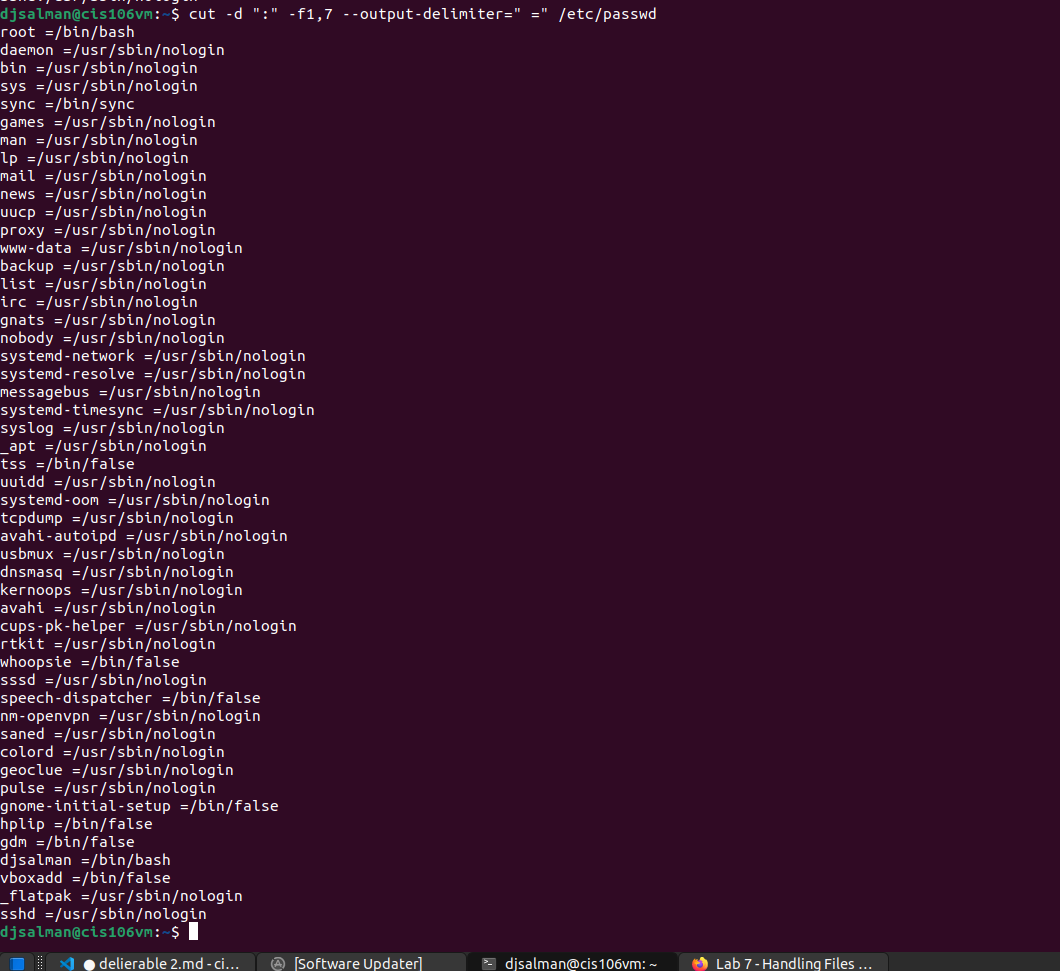 djsalman@cis106vm:~$ cut -d ":" -f1,7 --output-delimiter=" =" /etc/passwd
root =/bin/bash
daemon =/usr/sbin/nologin
bin =/usr/sbin/nologin
sys =/usr/sbin/nologin
sync =/bin/sync
games =/usr/sbin/nologin
man =/usr/sbin/nologin
lp =/usr/sbin/nologin
mail =/usr/sbin/nologin
news =/usr/sbin/nologin
uucp =/usr/sbin/nologin
proxy =/usr/sbin/nologin
www-data =/usr/sbin/nologin
backup =/usr/sbin/nologin
list =/usr/sbin/nologin
irc =/usr/sbin/nologin
gnats =/usr/sbin/nologin
nobody =/usr/sbin/nologin
systemd-network =/usr/sbin/nologin
systemd-resolve =/usr/sbin/nologin
messagebus =/usr/sbin/nologin
systemd-timesync =/usr/sbin/nologin
syslog =/usr/sbin/nologin
_apt =/usr/sbin/nologin
tss =/bin/false
uuidd =/usr/sbin/nologin
systemd-oom =/usr/sbin/nologin
tcpdump =/usr/sbin/nologin
avahi-autoipd =/usr/sbin/nologin
usbmux =/usr/sbin/nologin
dnsmasq =/usr/sbin/nologin
kernoops =/usr/sbin/nologin
avahi =/usr/sbin/nologin
cups-pk-helper =/usr/sbin/nologin
rtkit =/usr/sbin/nologin
whoopsie =/bin/false
sssd =/usr/sbin/nologin
speech-dispatcher =/bin/false
nm-openvpn =/usr/sbin/nologin
saned =/usr/sbin/nologin
colord =/usr/sbin/nologin
geoclue =/usr/sbin/nologin
pulse =/usr/sbin/nologin
gnome-initial-setup =/bin/false
hplip =/bin/false
gdm =/bin/false
djsalman =/bin/bash
vboxadd =/bin/false
_flatpak =/usr/sbin/nologin
sshd =/usr/sbin/nologin
djsalman@cis106vm:~$
● delierable 2.md - ci... [Software Updater] djsalman@cis106vm: ~ Lab 7 - Handling Files ...